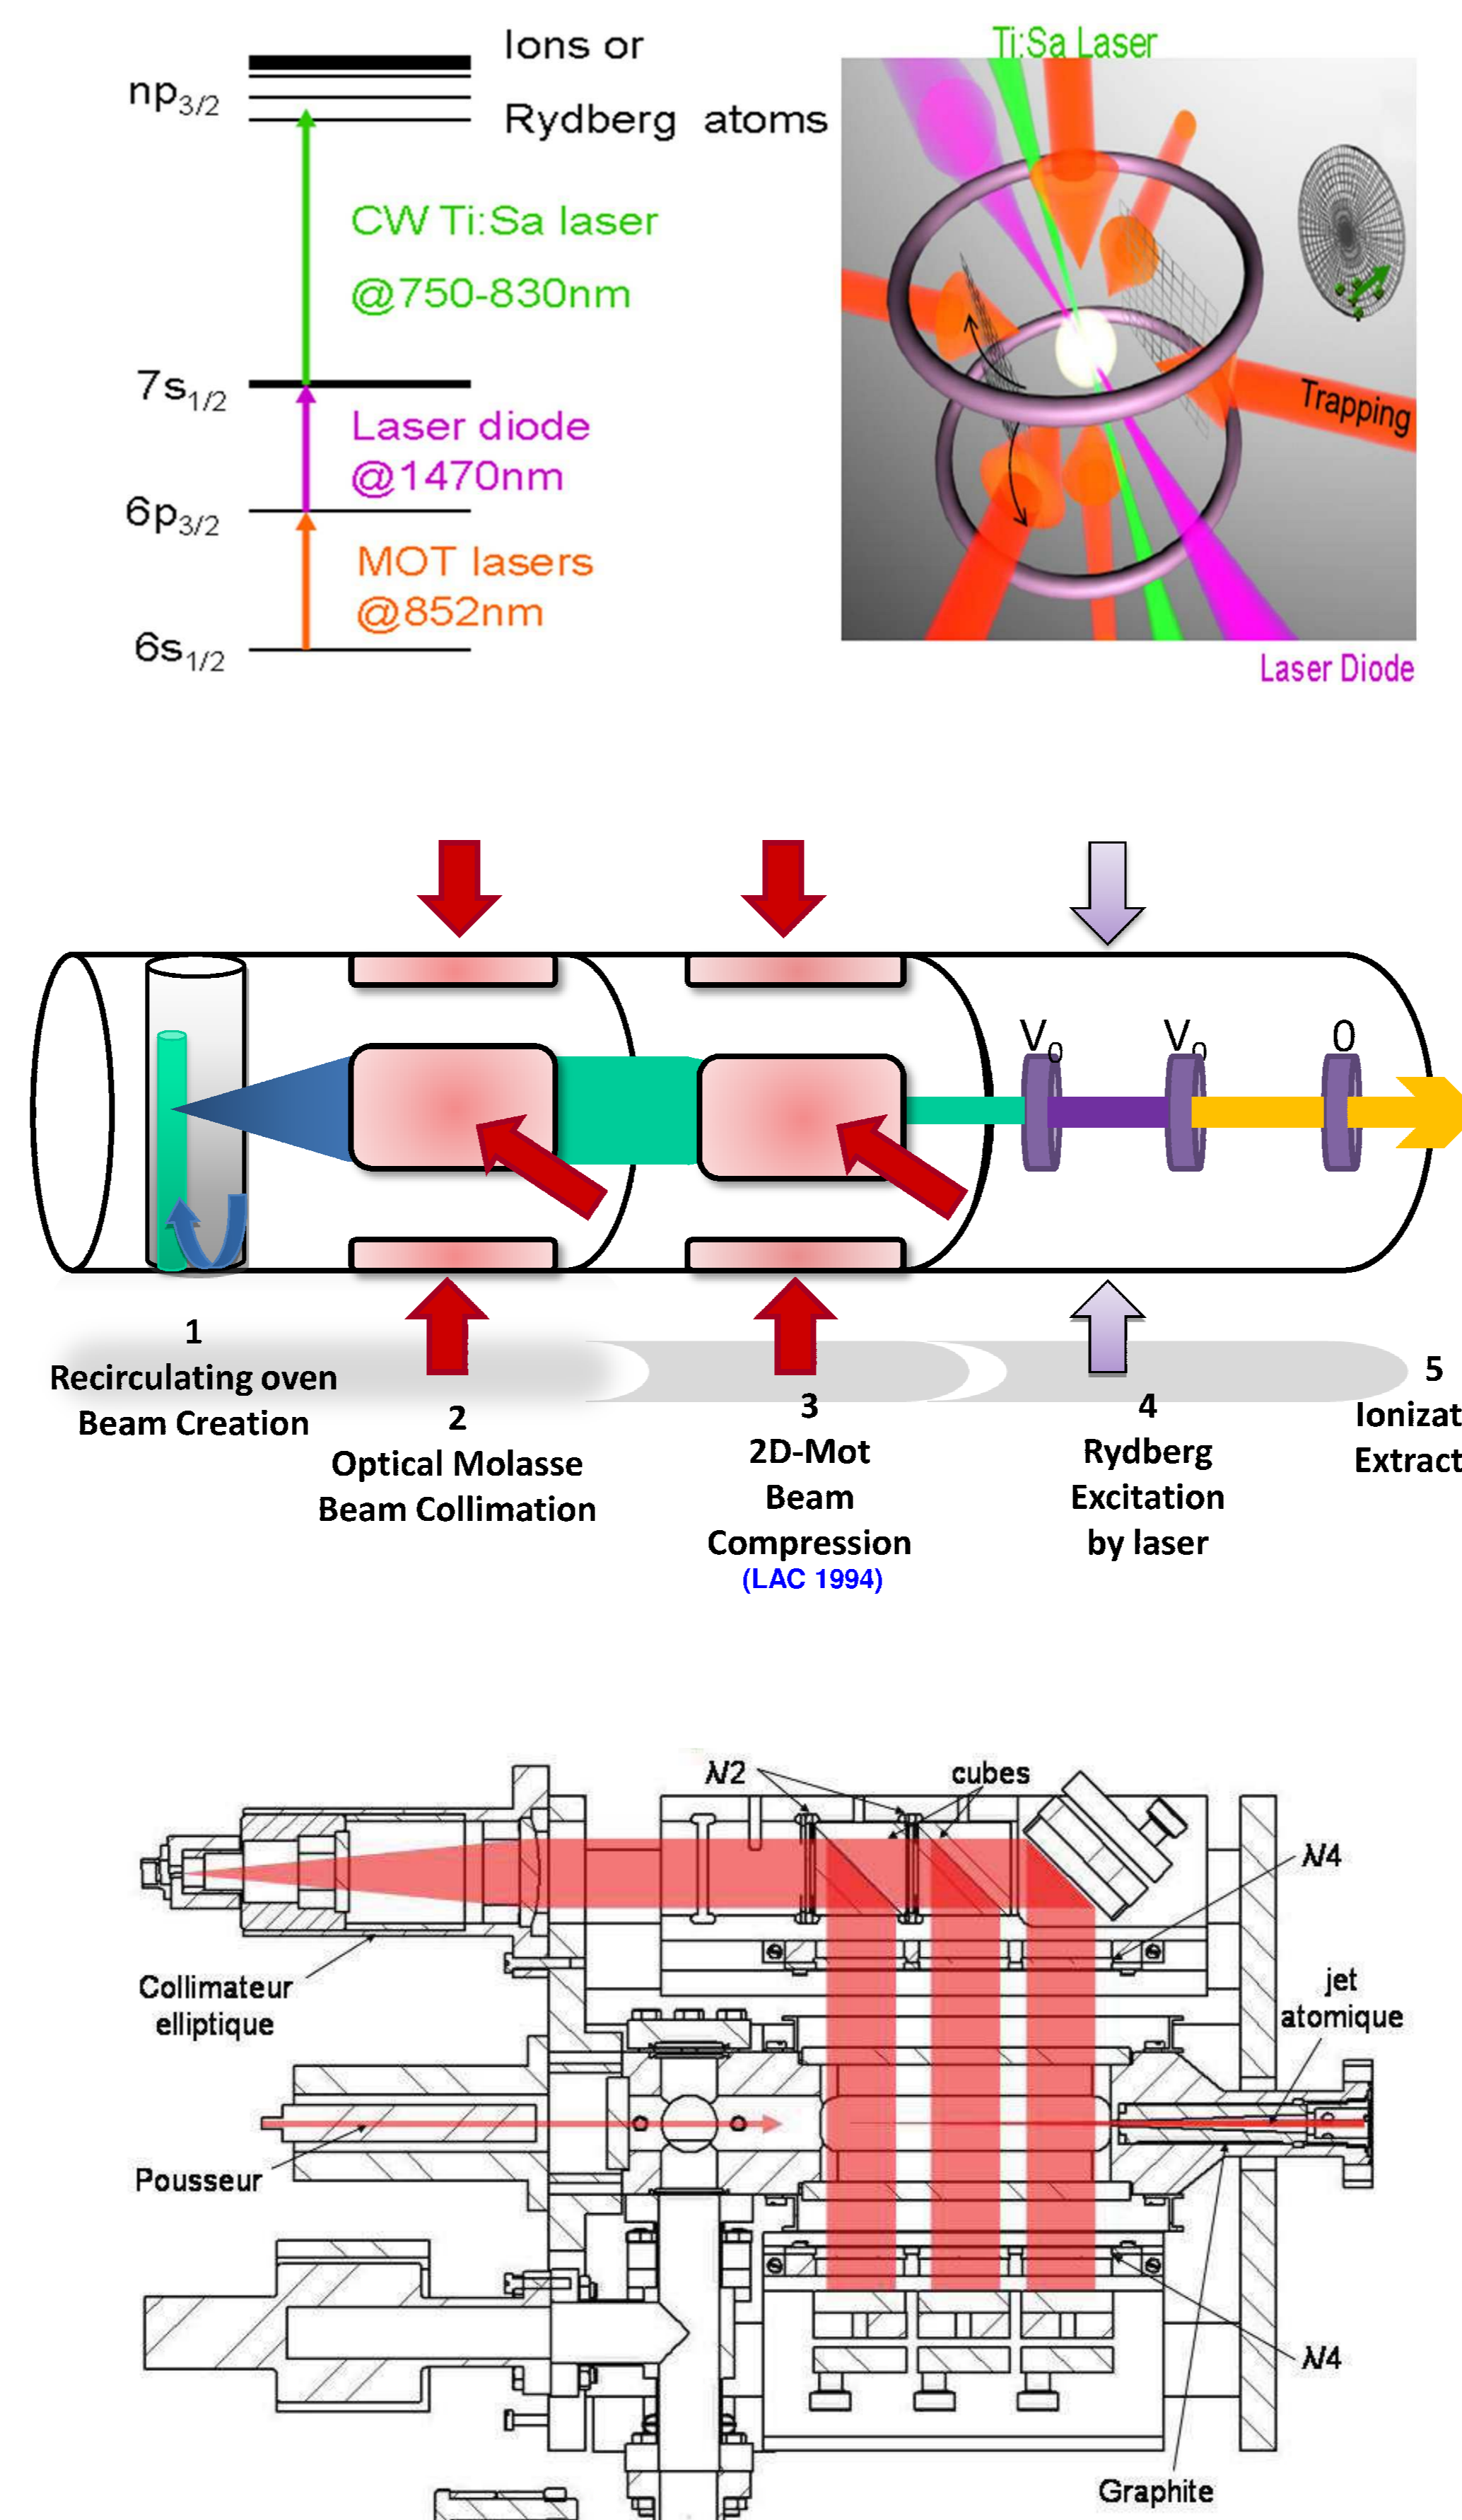 Ions or
Rydberg atoms
np3/2
CW Ti:Sa laser
@750-830nm
7s1/2
Laser diode
@1470nm
6p3/2
MOT lasers
@852nm
6s1/2
Ti:Sa Laser
Trapping
Laser Diode
V0 V0 0
1
Recirculating oven
Beam Creation
2
Optical Molasse
Beam Collimation
3
2D-Mot
Beam
Compression
(LAC 1994)
4
Rydberg
Excitation
by laser
5
Ionizat
Extract
λ/2
cubes
λ/4
Collimateur
elliptique
jet
atomique
Pousseur
λ/4
Graphite